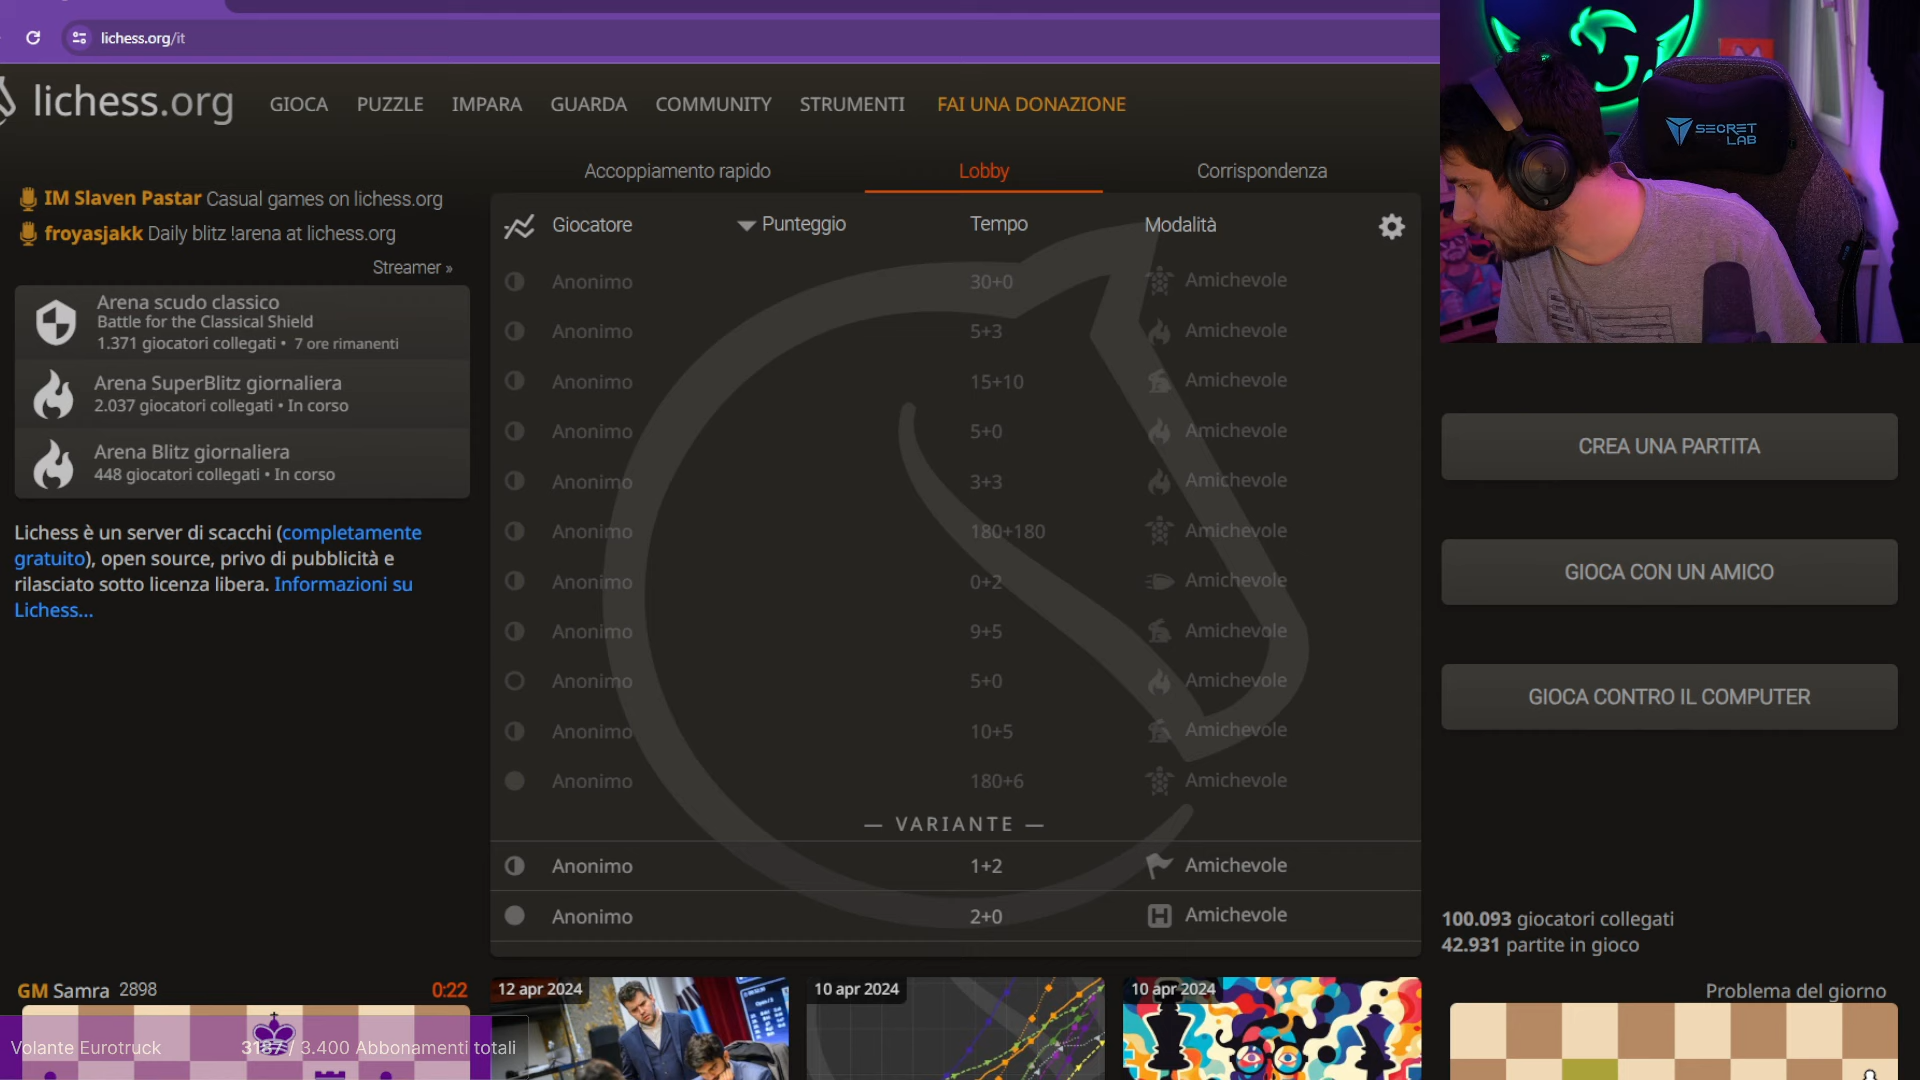 lichess.org/it
lichess.org
GIOCA
PUZZLE
IMPARA
GUARDA
COMMUNITY
STRUMENTI
FAI UNA DONAZIONE
IM Slaven Pastar Casual games on lichess.org
froyasjakk Daily blitz !arena at lichess.org
Streamer »
Arena scudo classico
Battle for the Classical Shield
1.371 giocatori collegati • 7 ore rimanenti
Arena SuperBlitz giornaliera
2.037 giocatori collegati • In corso
Arena Blitz giornaliera
448 giocatori collegati • In corso
Lichess è un server di scacchi (completamente
gratuito), open source, privo di pubblicità e
rilasciato sotto licenza libera. Informazioni su
Lichess...
Accoppiamento rapido
Lobby
Corrispondenza
Giocatore Punteggio Tempo Modalità
Anonimo 30+0 Amichevole
Anonimo 5+3 Amichevole
Anonimo 15+10 Amichevole
Anonimo 5+0 Amichevole
Anonimo 3+3 Amichevole
Anonimo 180+180 Amichevole
Anonimo 0+2 Amichevole
Anonimo 9+5 Amichevole
Anonimo 5+0 Amichevole
Anonimo 10+5 Amichevole
Anonimo 180+6 Amichevole
— VARIANTE —
Anonimo 1+2 Amichevole
Anonimo 2+0 Amichevole
SECRET
LAB
CREA UNA PARTITA
GIOCA CON UN AMICO
GIOCA CONTRO IL COMPUTER
100.093 giocatori collegati
42.931 partite in gioco
GM Samra 2898 0:22
12 apr 2024
10 apr 2024
10 apr 2024
Problema del giorno
Volante Eurotruck
3187 / 3.400 Abbonamenti totali